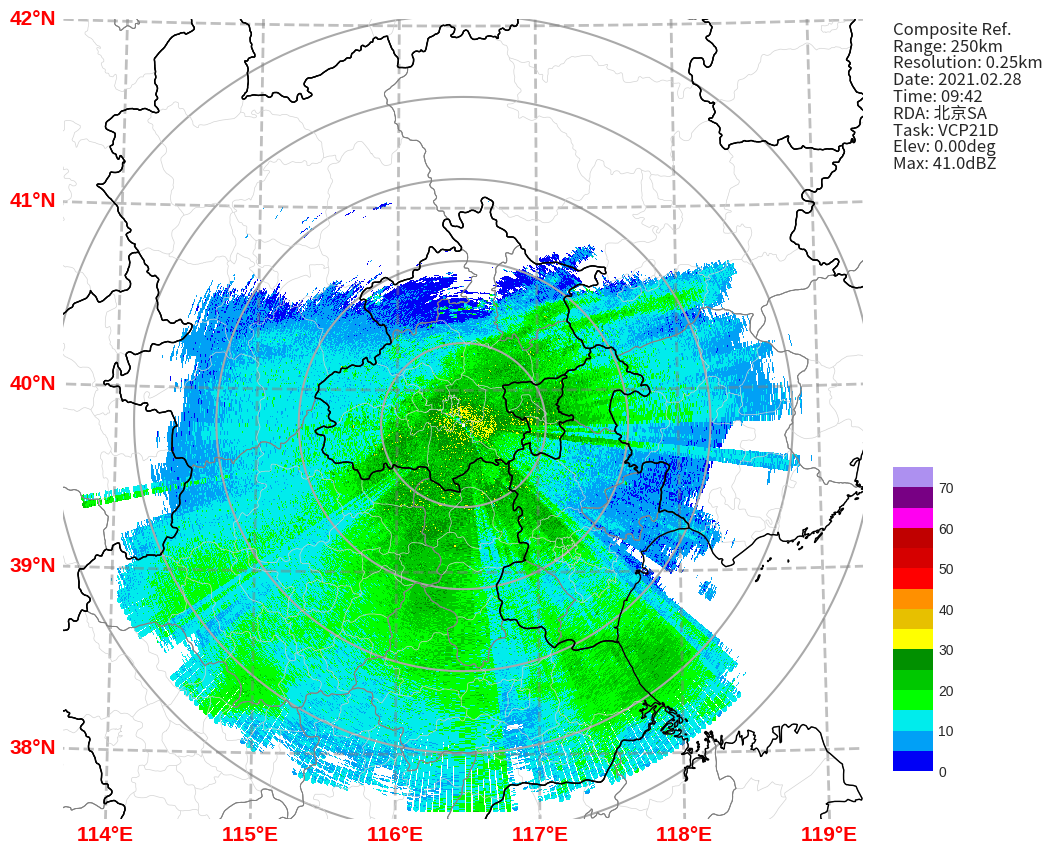 42°N
41°N
40°N
39°N
38°N
114°E 115°E 116°E 117°E 118°E 119°E
Composite Ref.
Range: 250km
Resolution: 0.25km
Date: 2021.02.28
Time: 09:42
RDA: 北京SA
Task: VCP21D
Elev: 0.00deg
Max: 41.0dBZ
70
60
50
40
30
20
10
0